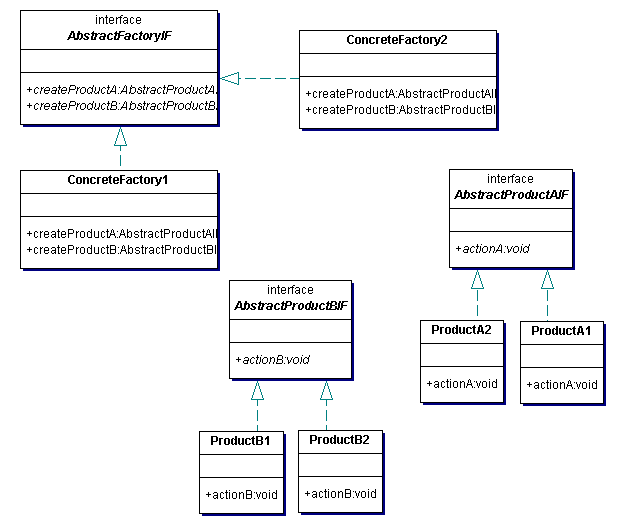 interface
AbstractFactoryIF
+createProductA:AbstractProductA
+createProductB:AbstractProductB
ConcreteFactory2
+createProductA:AbstractProductAI
+createProductB:AbstractProductBI
ConcreteFactory1
+createProductA:AbstractProductAI
+createProductB:AbstractProductBI
interface
AbstractProductAIF
+actionA:void
interface
AbstractProductBIF
+actionB:void
ProductA2
+actionA:void
ProductA1
+actionA:void
ProductB1
+actionB:void
ProductB2
+actionB:void